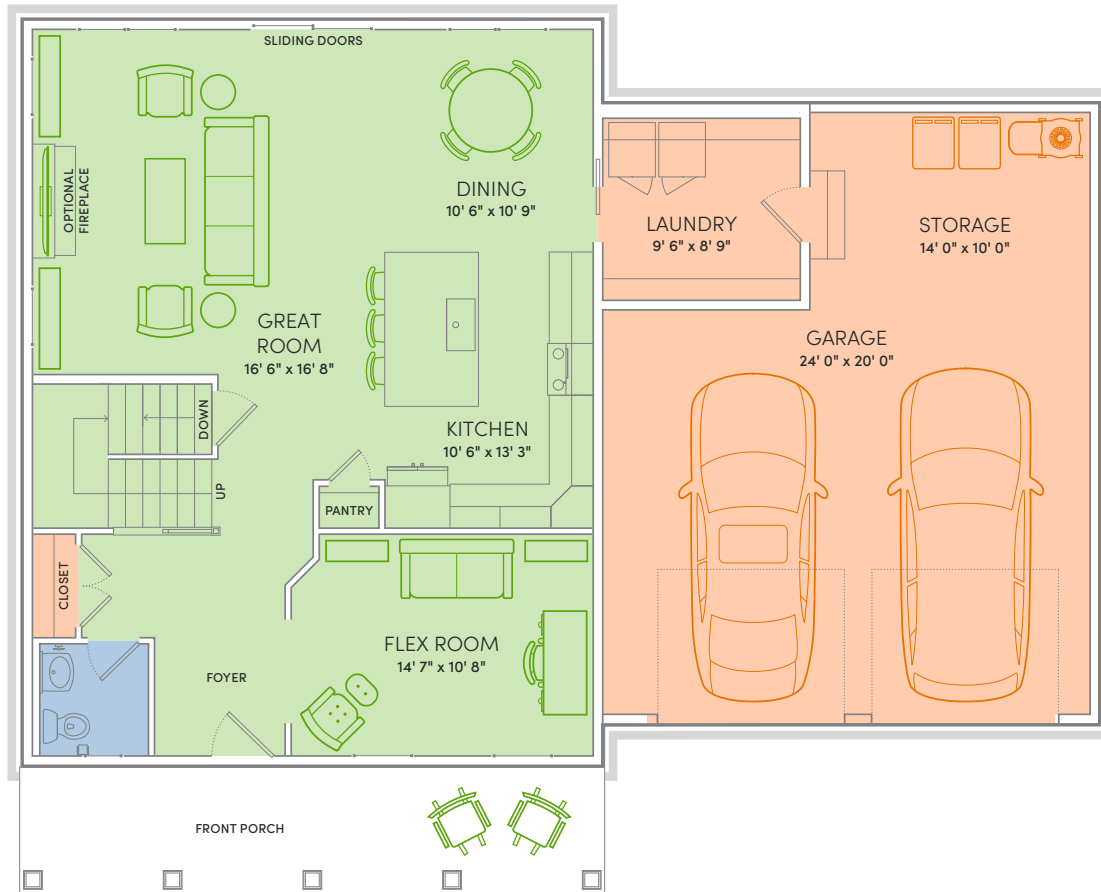 SLIDING DOORS
DINING
10' 6" x 10' 9"
OPTIONAL
FIREPLACE
LAUNDRY
9' 6" x 8' 9"
STORAGE
14' 0" x 10' 0"
GREAT
ROOM
16' 6" x 16' 8"
GARAGE
24' 0" x 20' 0"
DOWN
KITCHEN
10' 6" x 13' 3"
UP
PANTRY
CLOSET
FLEX ROOM
14' 7" x 10' 8"
FOYER
FRONT PORCH